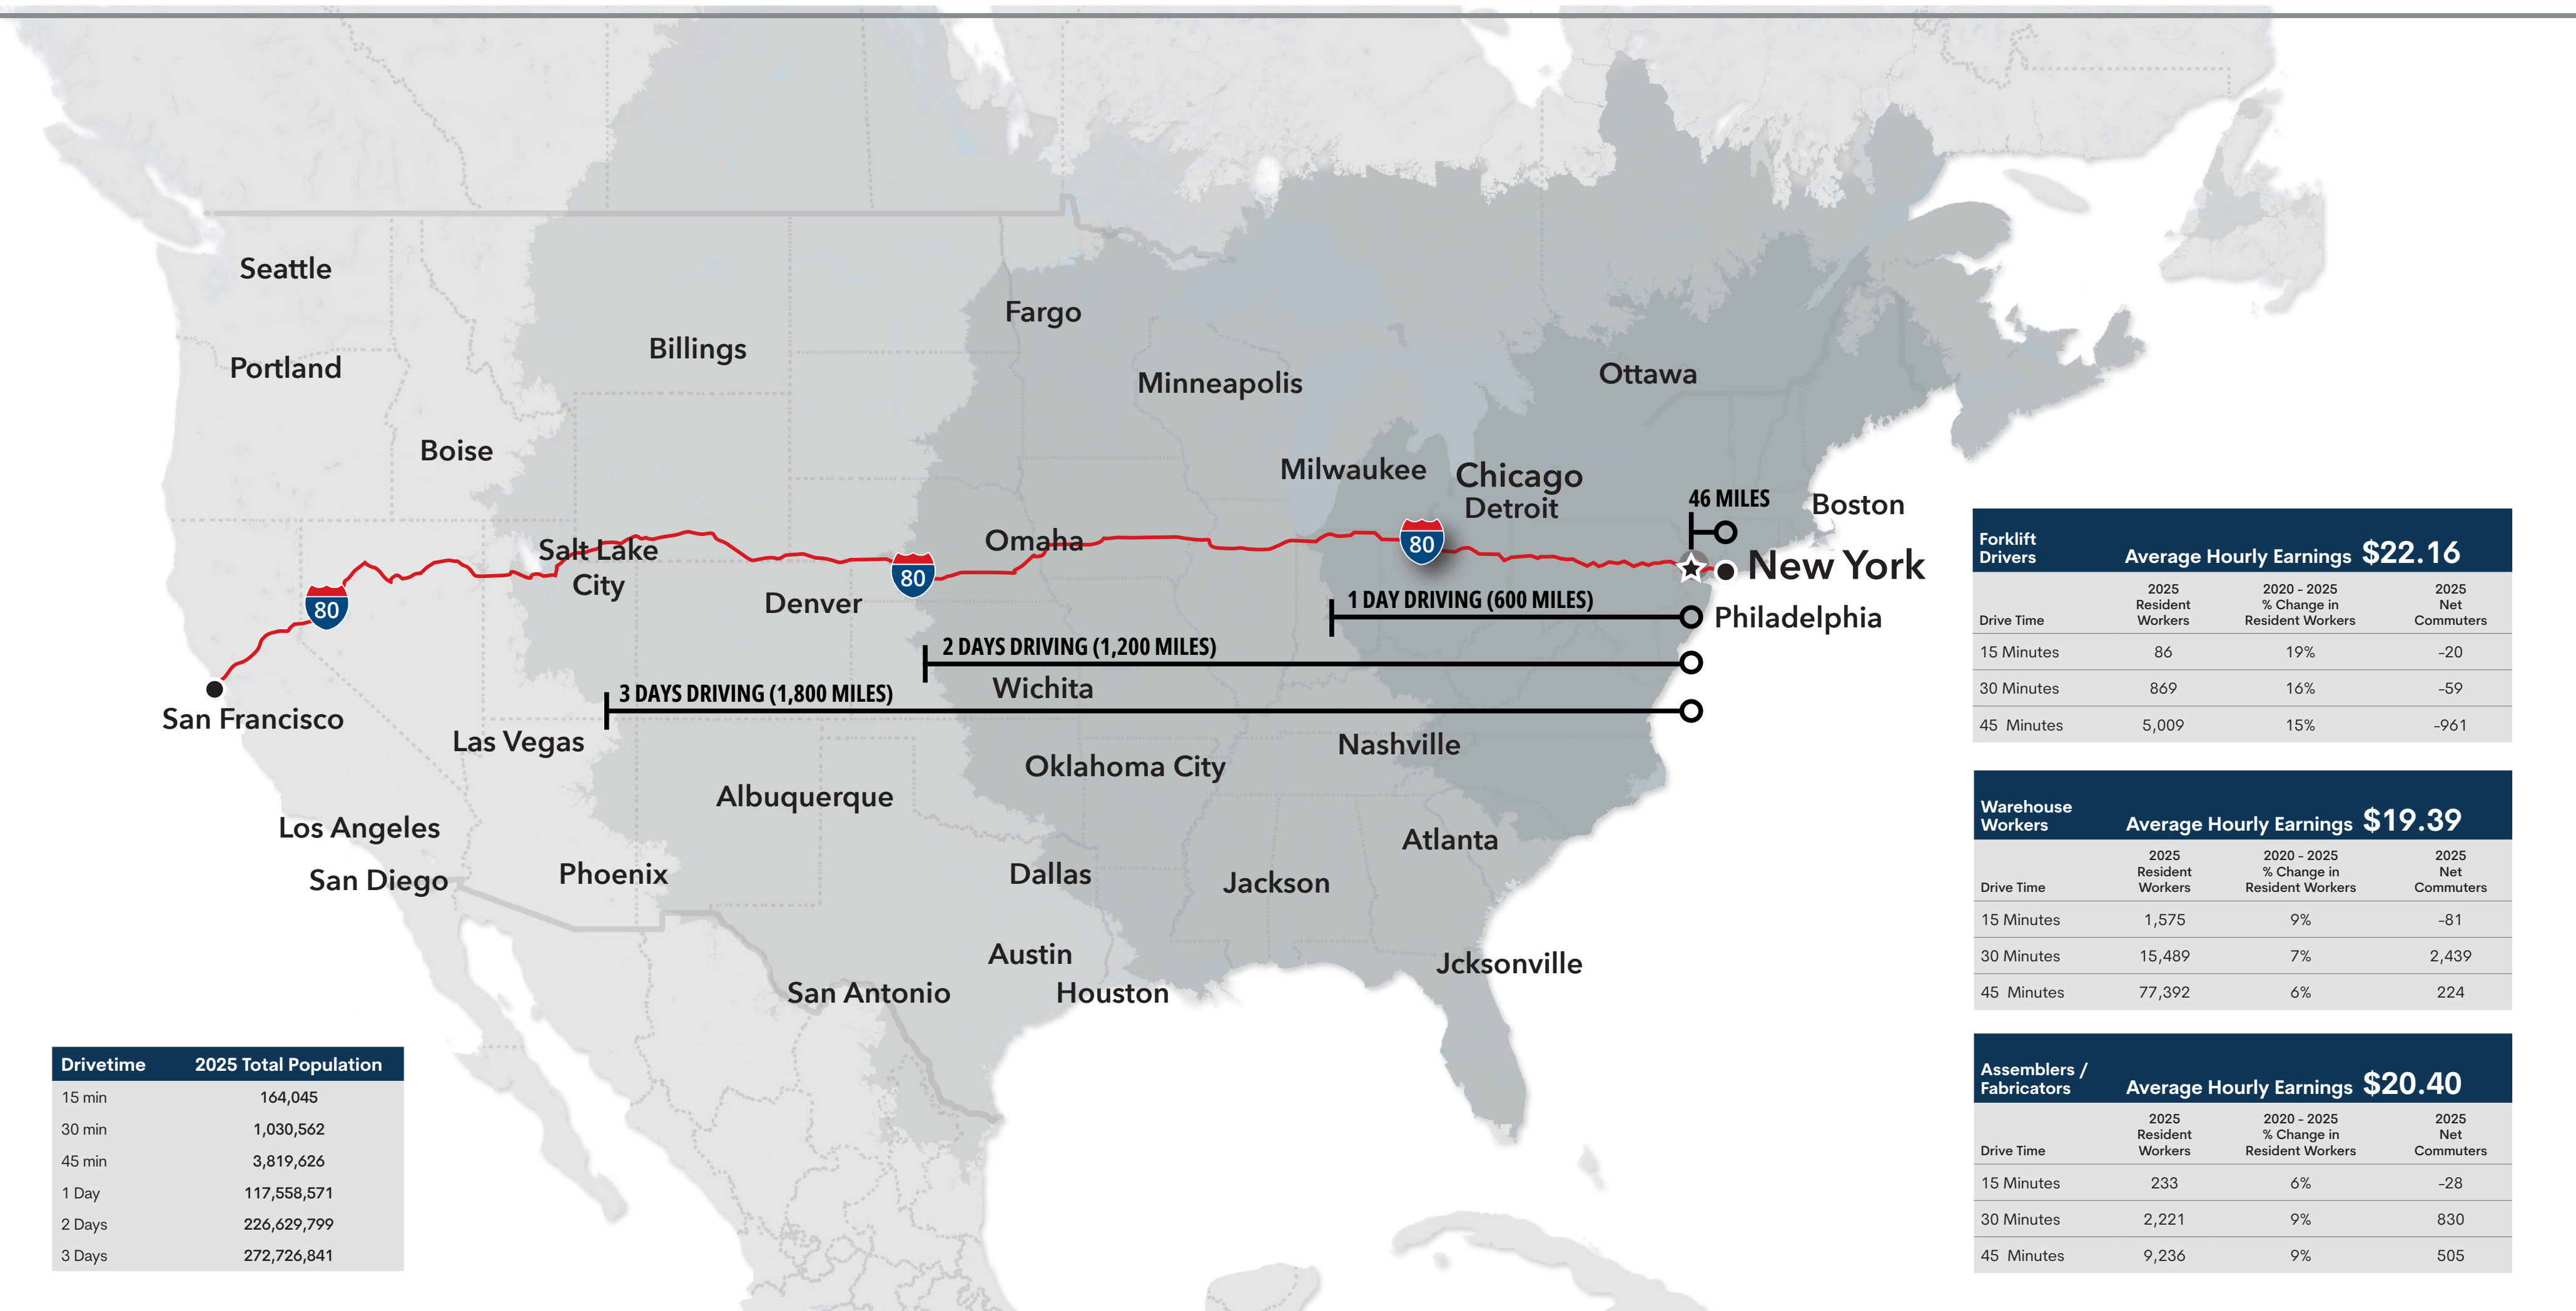 Seattle
Fargo
Billings
Portland
Ottawa
Minneapolis
Boise
Milwaukee
Chicago
Detroit
46 MILES
Boston
Omaha
Salt Lake
City
80
80
80
New York
Denver
1 DAY DRIVING (600 MILES)
Philadelphia
2 DAYS DRIVING (1,200 MILES)
Wichita
3 DAYS DRIVING (1,800 MILES)
San Francisco
Las Vegas
Nashville
Oklahoma City
Albuquerque
Los Angeles
Atlanta
San Diego
Phoenix
Dallas
Jackson
Austin
Jcksonville
San Antonio
Houston
Drivetime 2025 Total Population
15 min 164,045
30 min 1,030,562
45 min 3,819,626
1 Day 117,558,571
2 Days 226,629,799
3 Days 272,726,841
Forklift
Drivers
Average Hourly Earnings $22.16
2025 2020 - 2025 2025
Resident % Change in Net
Drive Time Workers Resident Workers Commuters
15 Minutes 86 19% -20
30 Minutes 869 16% -59
45 Minutes 5,009 15% -961
Warehouse
Workers
Average Hourly Earnings $19.39
2025 2020 - 2025 2025
Resident % Change in Net
Drive Time Workers Resident Workers Commuters
15 Minutes 1,575 9% -81
30 Minutes 15,489 7% 2,439
45 Minutes 77,392 6% 224
Assemblers /
Fabricators
Average Hourly Earnings $20.40
2025 2020 - 2025 2025
Resident % Change in Net
Drive Time Workers Resident Workers Commuters
15 Minutes 233 6% -28
30 Minutes 2,221 9% 830
45 Minutes 9,236 9% 505